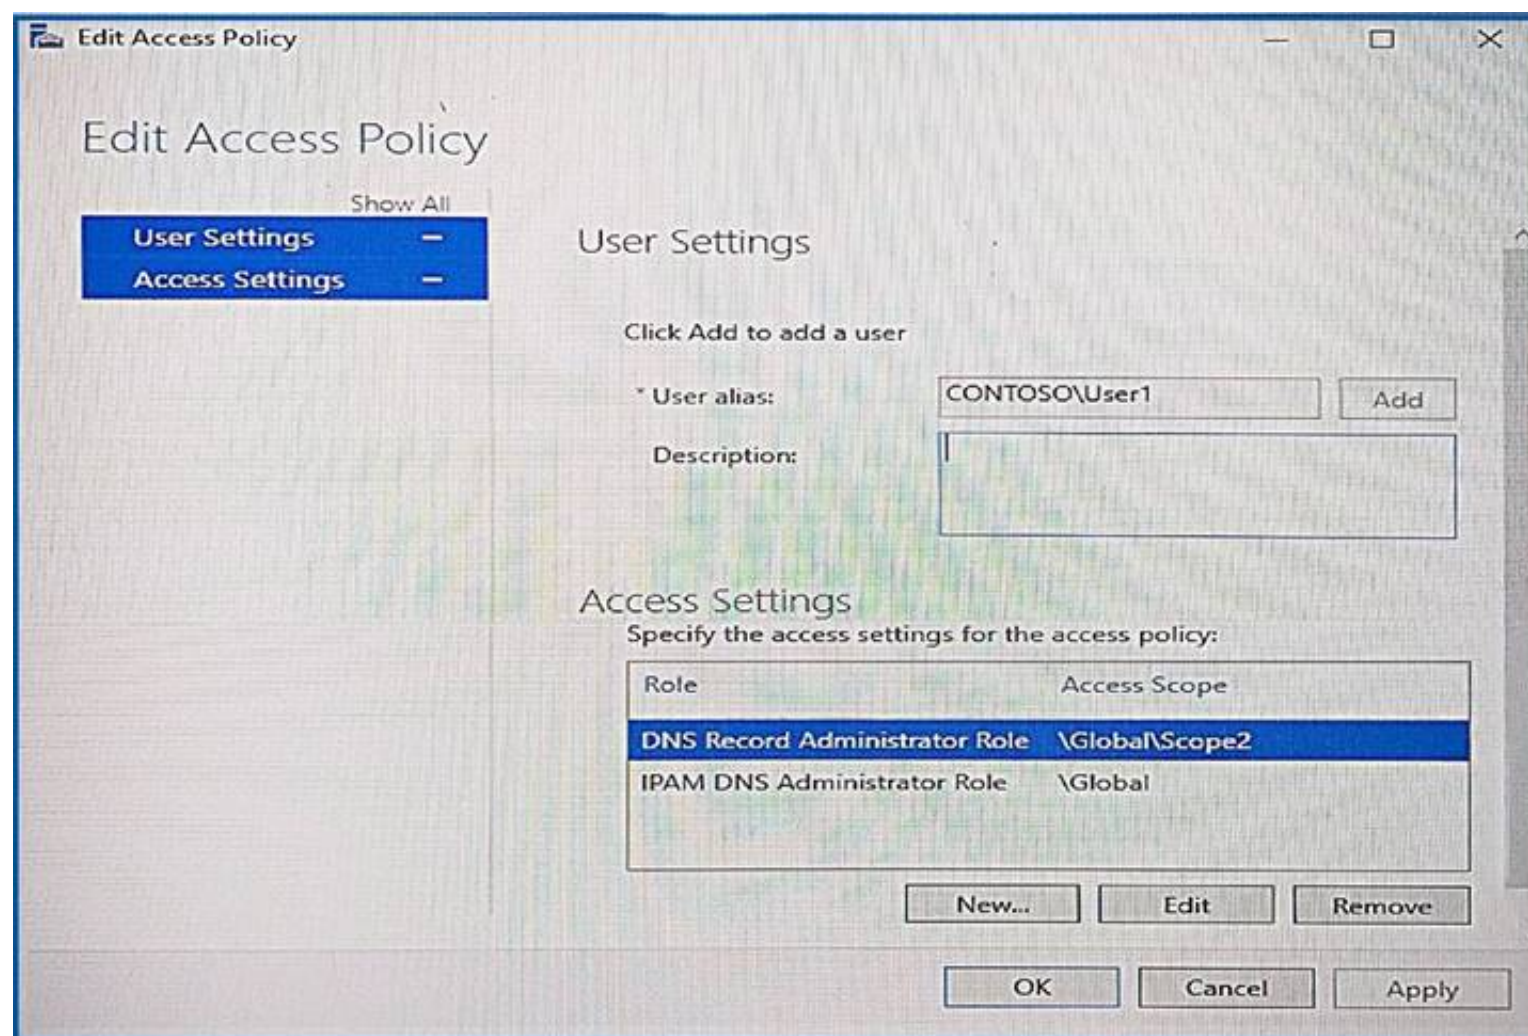 Edit Access Policy
Edit Access Policy
Show All
User Settings
Access Settings
User Settings
Click Add to add a user
* User alias: CONTOSO\User1 Add
Description:
Access Settings
Specify the access settings for the access policy:
Role Access Scope
DNS Record Administrator Role \Global\Scope2
IPAM DNS Administrator Role \Global
New... Edit Remove
OK Cancel Apply